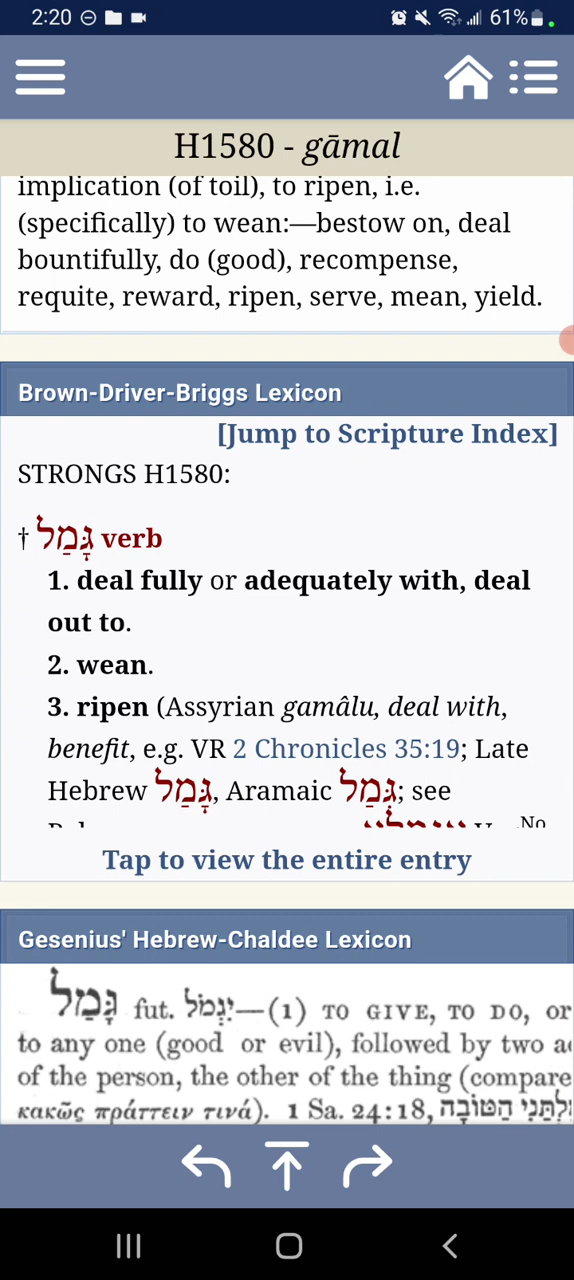 2:20 61%
H1580 - gāmal
implication (of toil), to ripen, i.e.
(specifically) to wean:—bestow on, deal
bountifully, do (good), recompense,
requite, reward, ripen, serve, mean, yield.
Brown-Driver-Briggs Lexicon
[Jump to Scripture Index]
STRONGS H1580:
† גָּמַל verb
1. deal fully or adequately with, deal
out to.
2. wean.
3. ripen (Assyrian gamâlu, deal with,
benefit, e.g. VR 2 Chronicles 35:19; Late
Hebrew גָּמַל, Aramaic גְּמַל; see
No
Tap to view the entire entry
Gesenius' Hebrew-Chaldee Lexicon
גָּמַל fut. יִגְמֹל—(1) TO GIVE, TO DO, or
to any one (good or evil), followed by two a
of the person, the other of the thing (compare
κακῶς πράττειν τινά). 1 Sa. 24:18, הַטּוֹבָה